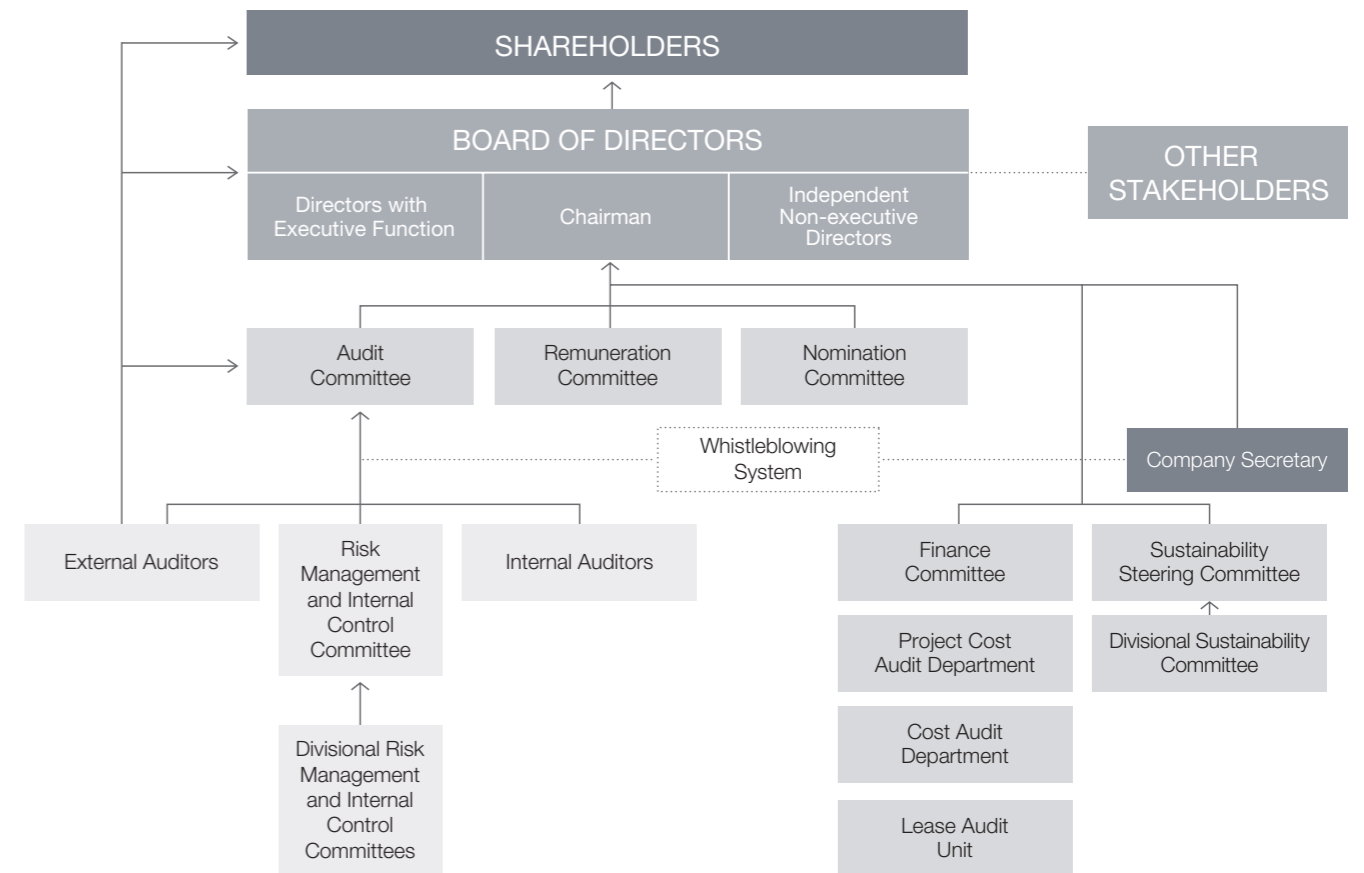 SHAREHOLDERS
BOARD OF DIRECTORS
OTHER
STAKEHOLDERS
Directors with
Executive Function
Chairman
Independent
Non-executive
Directors
Audit
Committee
Remuneration
Committee
Nomination
Committee
Whistleblowing
System
Company Secretary
External Auditors
Risk
Management
and Internal
Control
Committee
Internal Auditors
Finance
Committee
Sustainability
Steering Committee
Project Cost
Audit Department
Divisional Sustainability
Committee
Cost Audit
Department
Divisional Risk
Management
and Internal
Control
Committees
Lease Audit
Unit